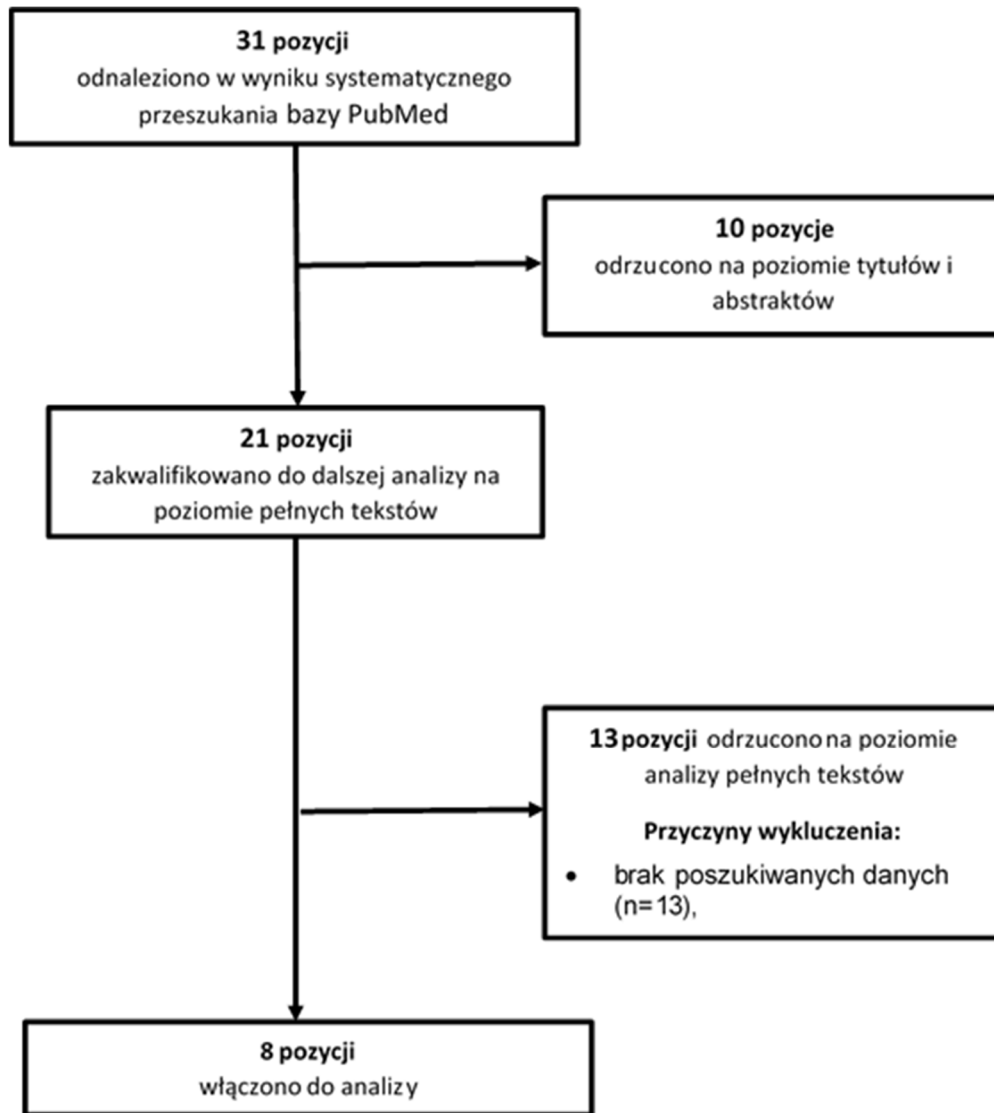 31 pozycji
odnaleziono w wyniku systematycznego
przeszukania bazy PubMed
10 pozycje
odrzucono na poziomie tytułów i
abstraktów
21 pozycji
zakwalifikowano do dalszej analizy na
poziomie pełnych tekstów
13 pozycji odrzucono na poziomie
analizy pełnych tekstów
Przyczyny wykluczenia:
• brak poszukiwanych danych
(n=13),
8 pozycji
włączono do analizy